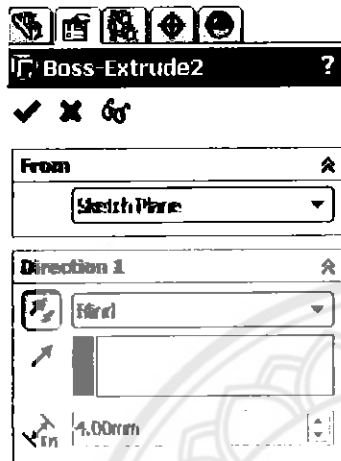 Boss-Extrude2 ?
From
Sketch Plane
Direction 1
Blind
4.00mm